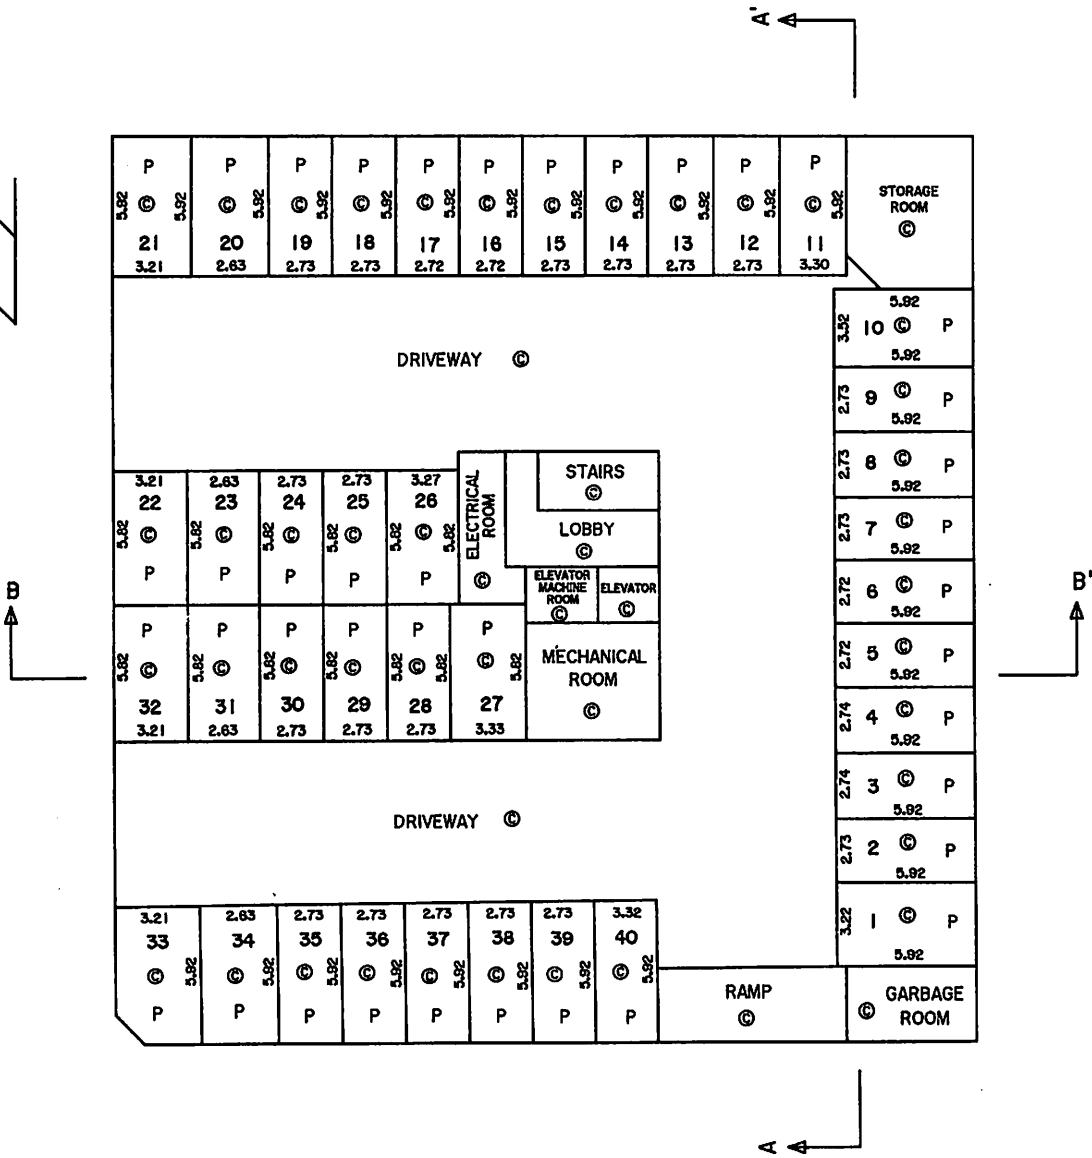 A'
P P P P P P P P P P P
5.92 © 5.92 © 5.92 © 5.92 © 5.92 © 5.92 © 5.92 © 5.92 © 5.92 © 5.92 © 5.92 © 5.92
21 20 19 18 17 16 15 14 13 12 11
3.21 2.63 2.73 2.73 2.72 2.72 2.73 2.73 2.73 2.73 3.30
STORAGE
ROOM
©
DRIVEWAY ©
5.92
3.52 10 © P
5.92
2.73 9 © P
5.92
2.73 8 © P
5.92
2.73 7 © P
5.92
2.72 6 © P
5.92
2.72 5 © P
5.92
2.74 4 © P
5.92
2.74 3 © P
5.92
2.73 2 © P
5.92
3.22 1 © P
5.92
3.21 2.63 2.73 2.73 3.27
22 23 24 25 26
5.82 © 5.82 © 5.82 © 5.82 © 5.82 © 5.82
P P P P P
ELECTRICAL
ROOM
©
STAIRS
©
LOBBY
©
ELEVATOR
MACHINE
ROOM
©
ELEVATOR
©
B
B'
P P P P P P
5.82 © 5.82 © 5.82 © 5.82 © 5.82 © © 5.82
32 31 30 29 28 27
3.21 2.63 2.73 2.73 2.73 3.33
MECHANICAL
ROOM
©
DRIVEWAY ©
3.21 2.63 2.73 2.73 2.73 2.73 2.73 3.32
33 34 35 36 37 38 39 40
© 5.92 © 5.92 © 5.92 © 5.92 © 5.92 © 5.92 © 5.92 © 5.92
P P P P P P P P
RAMP
©
© GARBAGE
ROOM
A